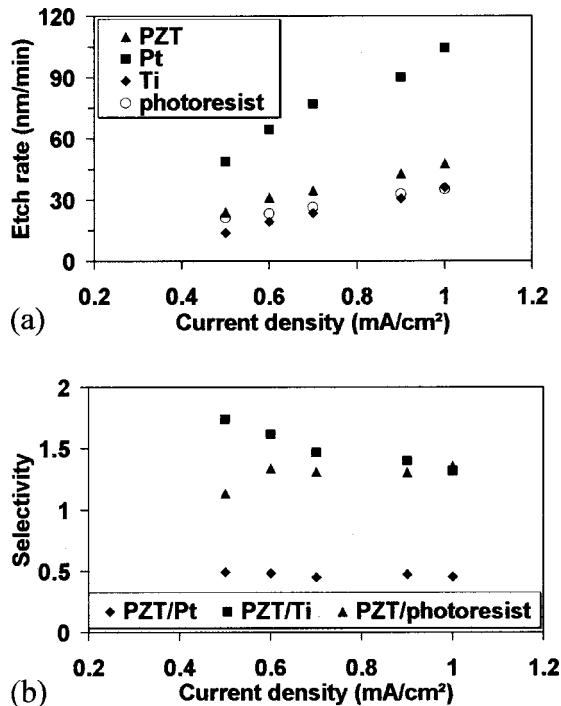 120
PZT
Pt
90
Ti
photoresist
60
30
0
Etch rate (nm/min)
0.2 0.4 0.6 0.8 1 1.2
(a) Current density (mA/cm²)
2
1.5
1
0.5
PZT/Pt PZT/Ti PZT/photoresist
0
Selectivity
0.2 0.4 0.6 0.8 1 1.2
(b) Current density (mA/cm²)